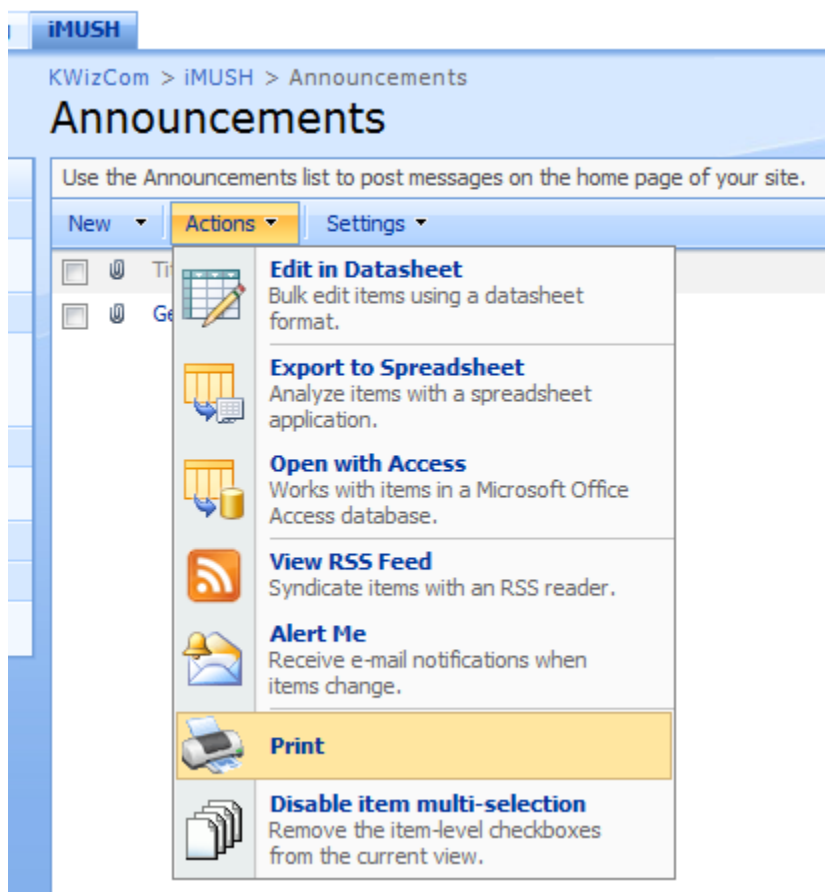 iMUSH
KWizCom > iMUSH > Announcements
Announcements
Use the Announcements list to post messages on the home page of your site.
New Actions Settings
Edit in Datasheet
Bulk edit items using a datasheet
format.
Export to Spreadsheet
Analyze items with a spreadsheet
application.
Open with Access
Works with items in a Microsoft Office
Access database.
View RSS Feed
Syndicate items with an RSS reader.
Alert Me
Receive e-mail notifications when
items change.
Print
Disable item multi-selection
Remove the item-level checkboxes
from the current view.